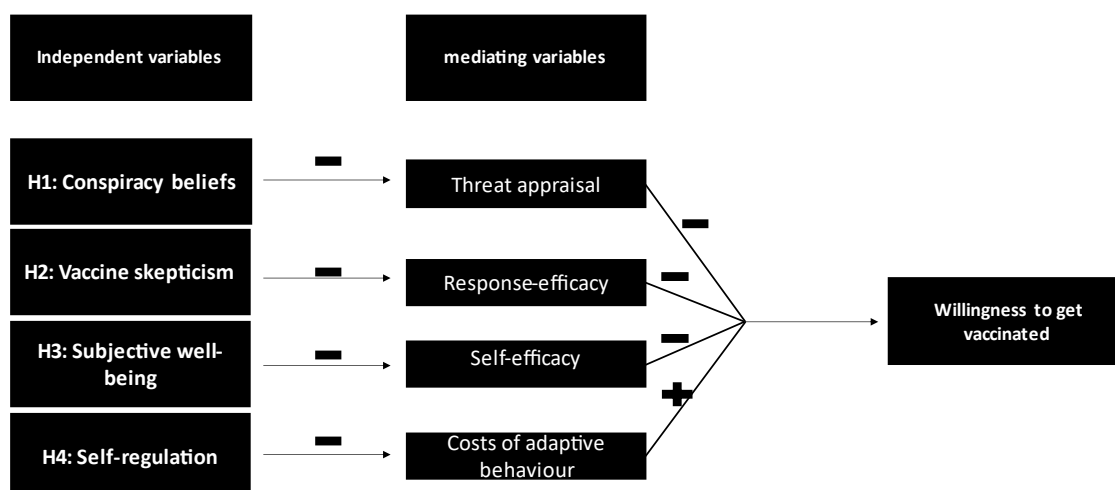 Independent variables
mediating variables
H1: Conspiracy beliefs
Threat appraisal
H2: Vaccine skepticism
Response-efficacy
H3: Subjective well-
being
Self-efficacy
H4: Self-regulation
Costs of adaptive
behaviour
Willingness to get
vaccinated